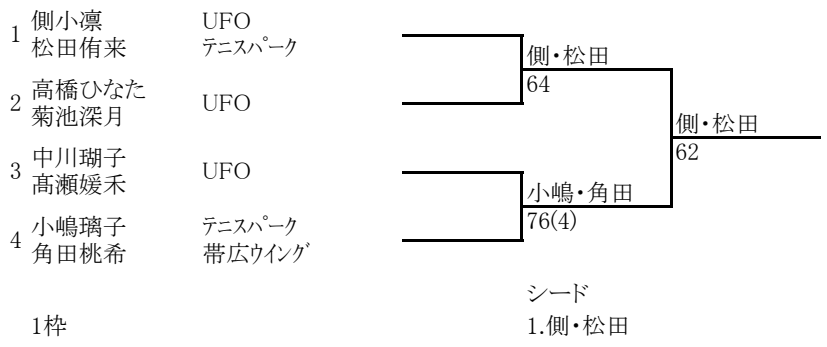 1 側小凛 UFO
松田侑来 テニスパーク
側・松田
64
2 高橋ひなた UFO
菊池深月
側・松田
62
3 中川瑚子 UFO
髙瀬媛禾
小嶋・角田
76(4)
4 小嶋璃子 テニスパーク
角田桃希 帯広ウイング
シード
1枠 1.側・松田